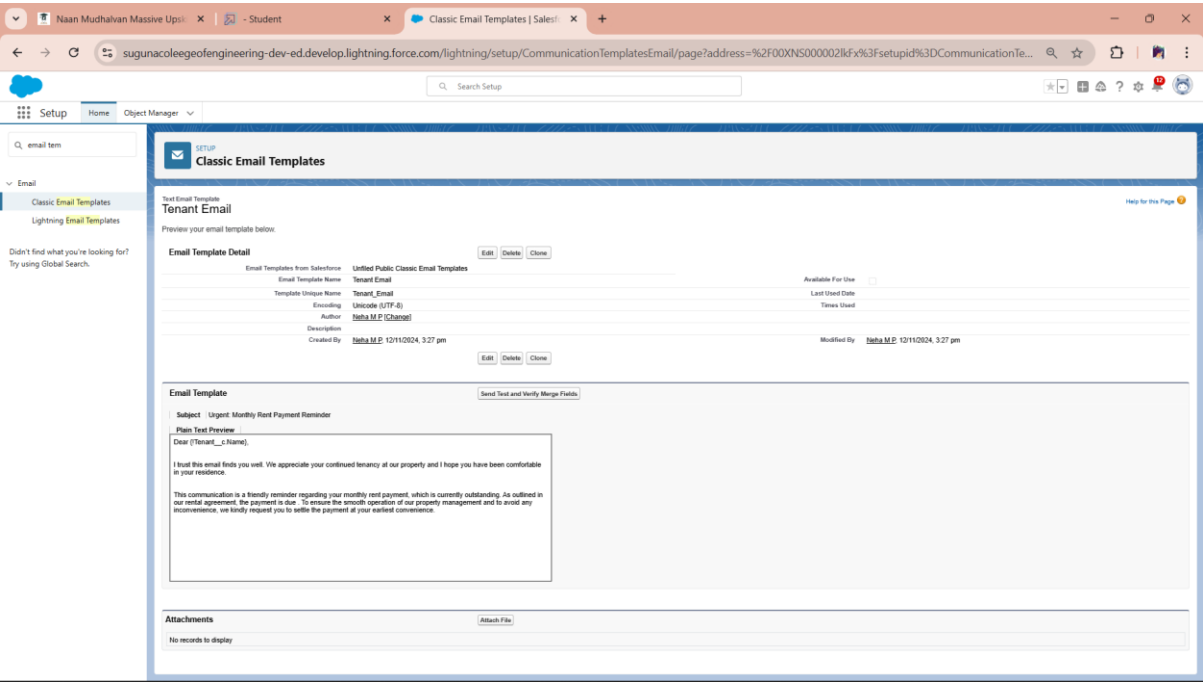 Naan Mudhalvan Massive Upsk
- Student
Classic Email Templates | Salesf
sugunacoleegeofengineering-dev-ed.develop.lightning.force.com/lightning/setup/CommunicationTemplatesEmail/page?address=%2F00XNS000002lkFx%3Fsetupid%3DCommunicationTe...
Search Setup
12
Setup
Home
Object Manager
email tem
SETUP
Classic Email Templates
Email
Classic Email Templates
Lightning Email Templates
Didn't find what you're looking for?
Try using Global Search.
Text Email Template
Tenant Email
Help for this Page
Preview your email template below.
Email Template Detail
Edit Delete Clone
Email Templates from Salesforce Unfiled Public Classic Email Templates
Email Template Name Tenant Email Available For Use
Template Unique Name Tenant_Email Last Used Date
Encoding Unicode (UTF-8) Times Used
Author Neha M P [Change]
Description
Created By Neha M P, 12/11/2024, 3:27 pm Modified By Neha M P, 12/11/2024, 3:27 pm
Edit Delete Clone
Email Template
Send Test and Verify Merge Fields
Subject Urgent: Monthly Rent Payment Reminder
Plain Text Preview
Dear {!Tenant__c.Name},
I trust this email finds you well. We appreciate your continued tenancy at our property and I hope you have been comfortable
in your residence.
This communication is a friendly reminder regarding your monthly rent payment, which is currently outstanding. As outlined in
our rental agreement, the payment is due . To ensure the smooth operation of our property management and to avoid any
inconvenience, we kindly request you to settle the payment at your earliest convenience.
Attachments
Attach File
No records to display